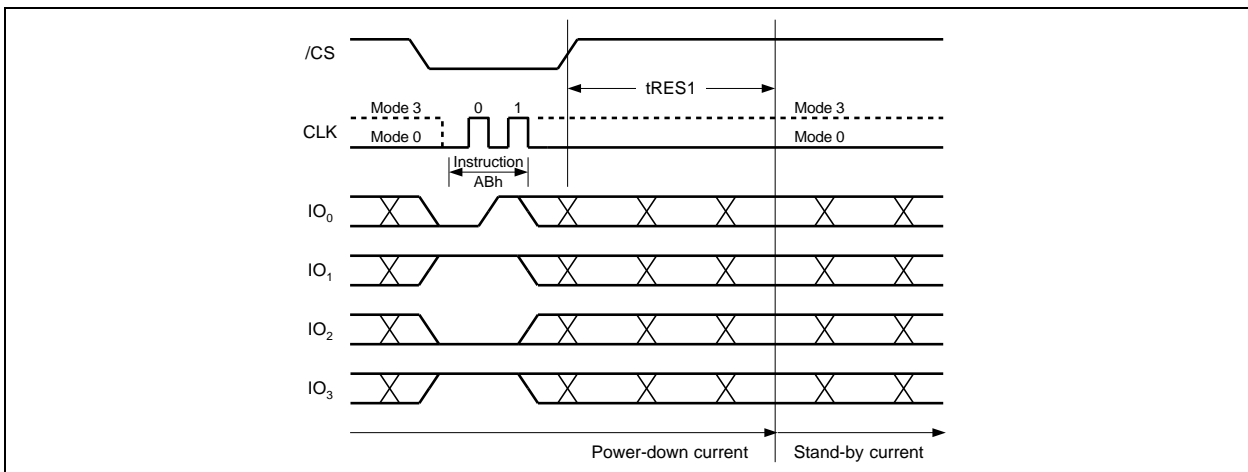 /CS
tRES1
Mode 3 0 1 Mode 3
CLK
Mode 0 Mode 0
Instruction
ABh
IO0
IO1
IO2
IO3
Power-down current Stand-by current